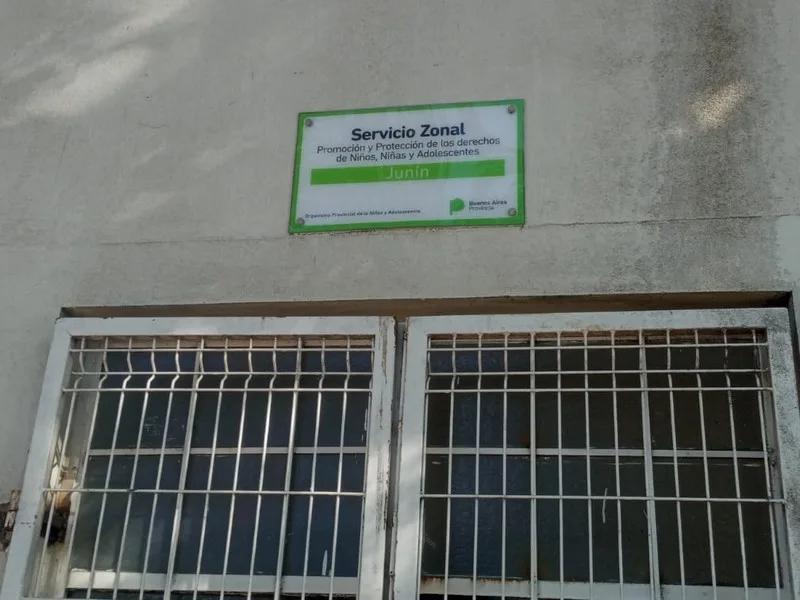 Servicio Zonal
Promoción y Protección de los derechos
de Niños, Niñas y Adolescentes
Junín
Organismo Provincial de la Niñez y Adolescencia
Buenos Aires
Provincia